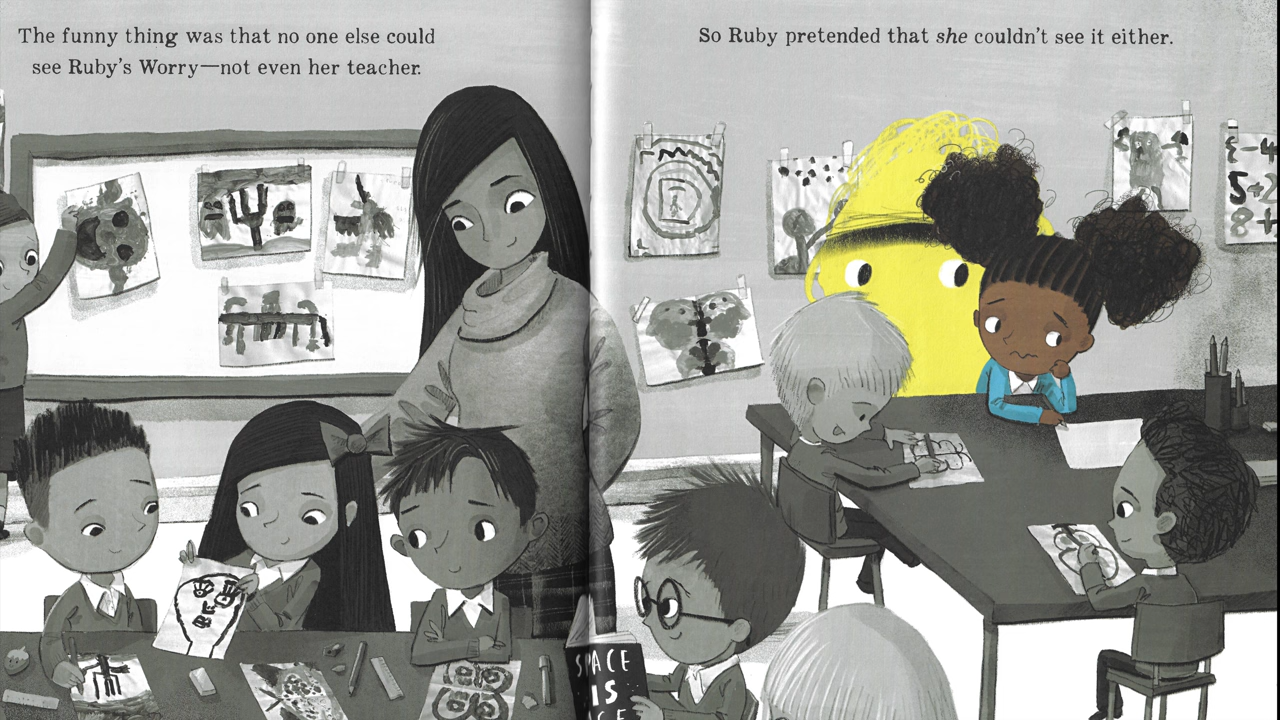 The funny thing was that no one else could
see Ruby's Worry—not even her teacher.
So Ruby pretended that she couldn't see it either.
SPACE
IS
5+2
8+